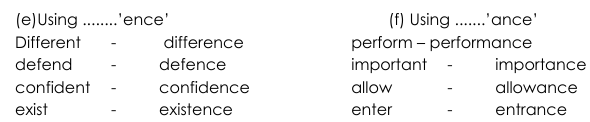 (e)Using ........'ence' (f) Using .......'ance'
Different - difference perform – performance
defend - defence important - importance
confident - confidence allow - allowance
exist - existence enter - entrance